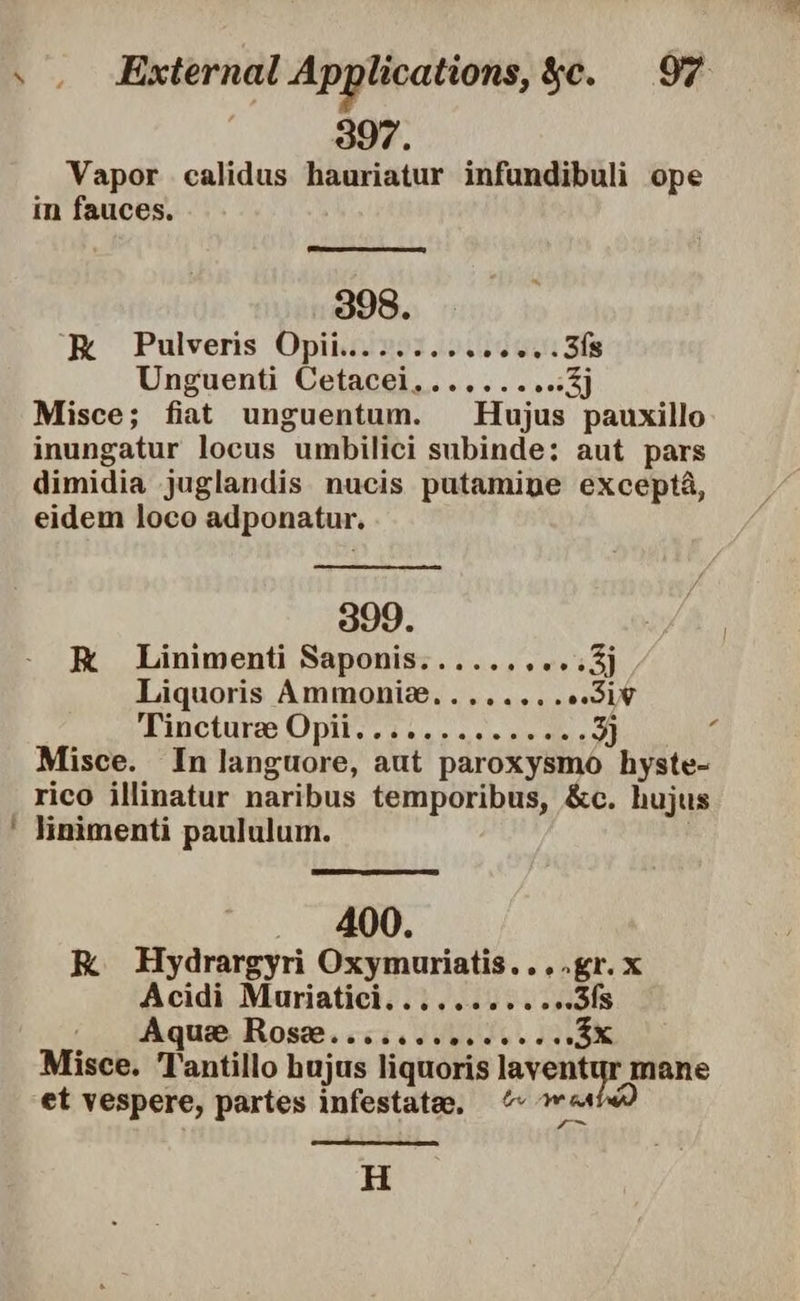 External Applications, &c. 97
397.
Vapor calidus hauriatur infundibuli ope
in fauces.
398.
℞ Pulveris Opii..............ʒſs
Unguenti Cetacei..........℥j
Misce; fiat unguentum. Hujus pauxillo
inungatur locus umbilici subinde: aut pars
dimidia juglandis nucis putamine exceptâ,
eidem loco adponatur.
399.
℞ Linimenti Saponis...........℥j
Liquoris Ammoniæ..........ʒiv
Tincturæ Opii..............ʒj
Misce. In languore, aut paroxysmo hyste-
rico illinatur naribus temporibus, &c. hujus
linimenti paululum.
400.
℞ Hydrargyri Oxymuriatis.....gr. x
Acidi Muriatici............ʒſs
Aquæ Rosæ................℥x
Misce. Tantillo hujus liquoris laventur mane
et vespere, partes infestatæ.
H